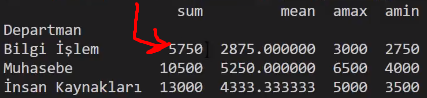 sum mean amax amin
Departman
Bilgi İşlem 5750 2875.000000 3000 2750
Muhasebe 10500 5250.000000 6500 4000
İnsan Kaynakları 13000 4333.333333 5000 3500